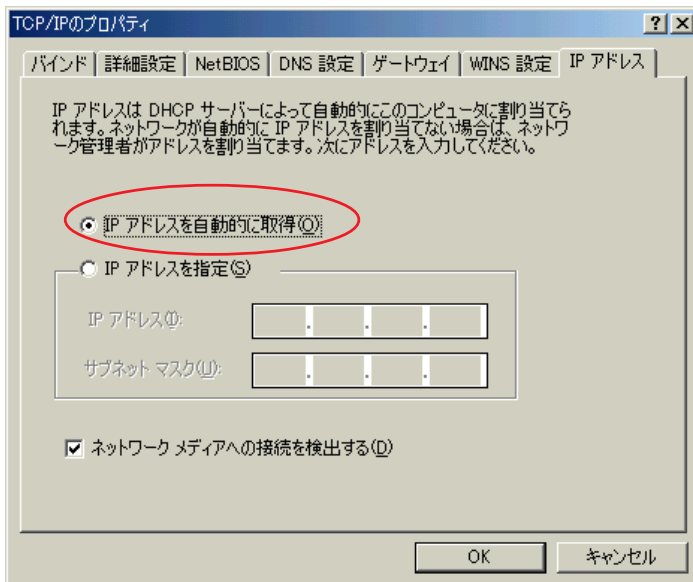 TCP/IPのプロパティ
? ×
バインド 詳細設定 NetBIOS DNS 設定 ゲートウェイ WINS 設定 IP アドレス
IP アドレスは DHCP サーバーによって自動的にこのコンピュータに割り当てら
れます。ネットワークが自動的に IP アドレスを割り当てない場合は、ネットワ
ーク管理者がアドレスを割り当てます。次にアドレスを入力してください。
IP アドレスを自動的に取得(O)
IP アドレスを指定(S)
IP アドレス(I):
. . .
サブネット マスク(U):
. . .
ネットワーク メディアへの接続を検出する(D)
OK キャンセル